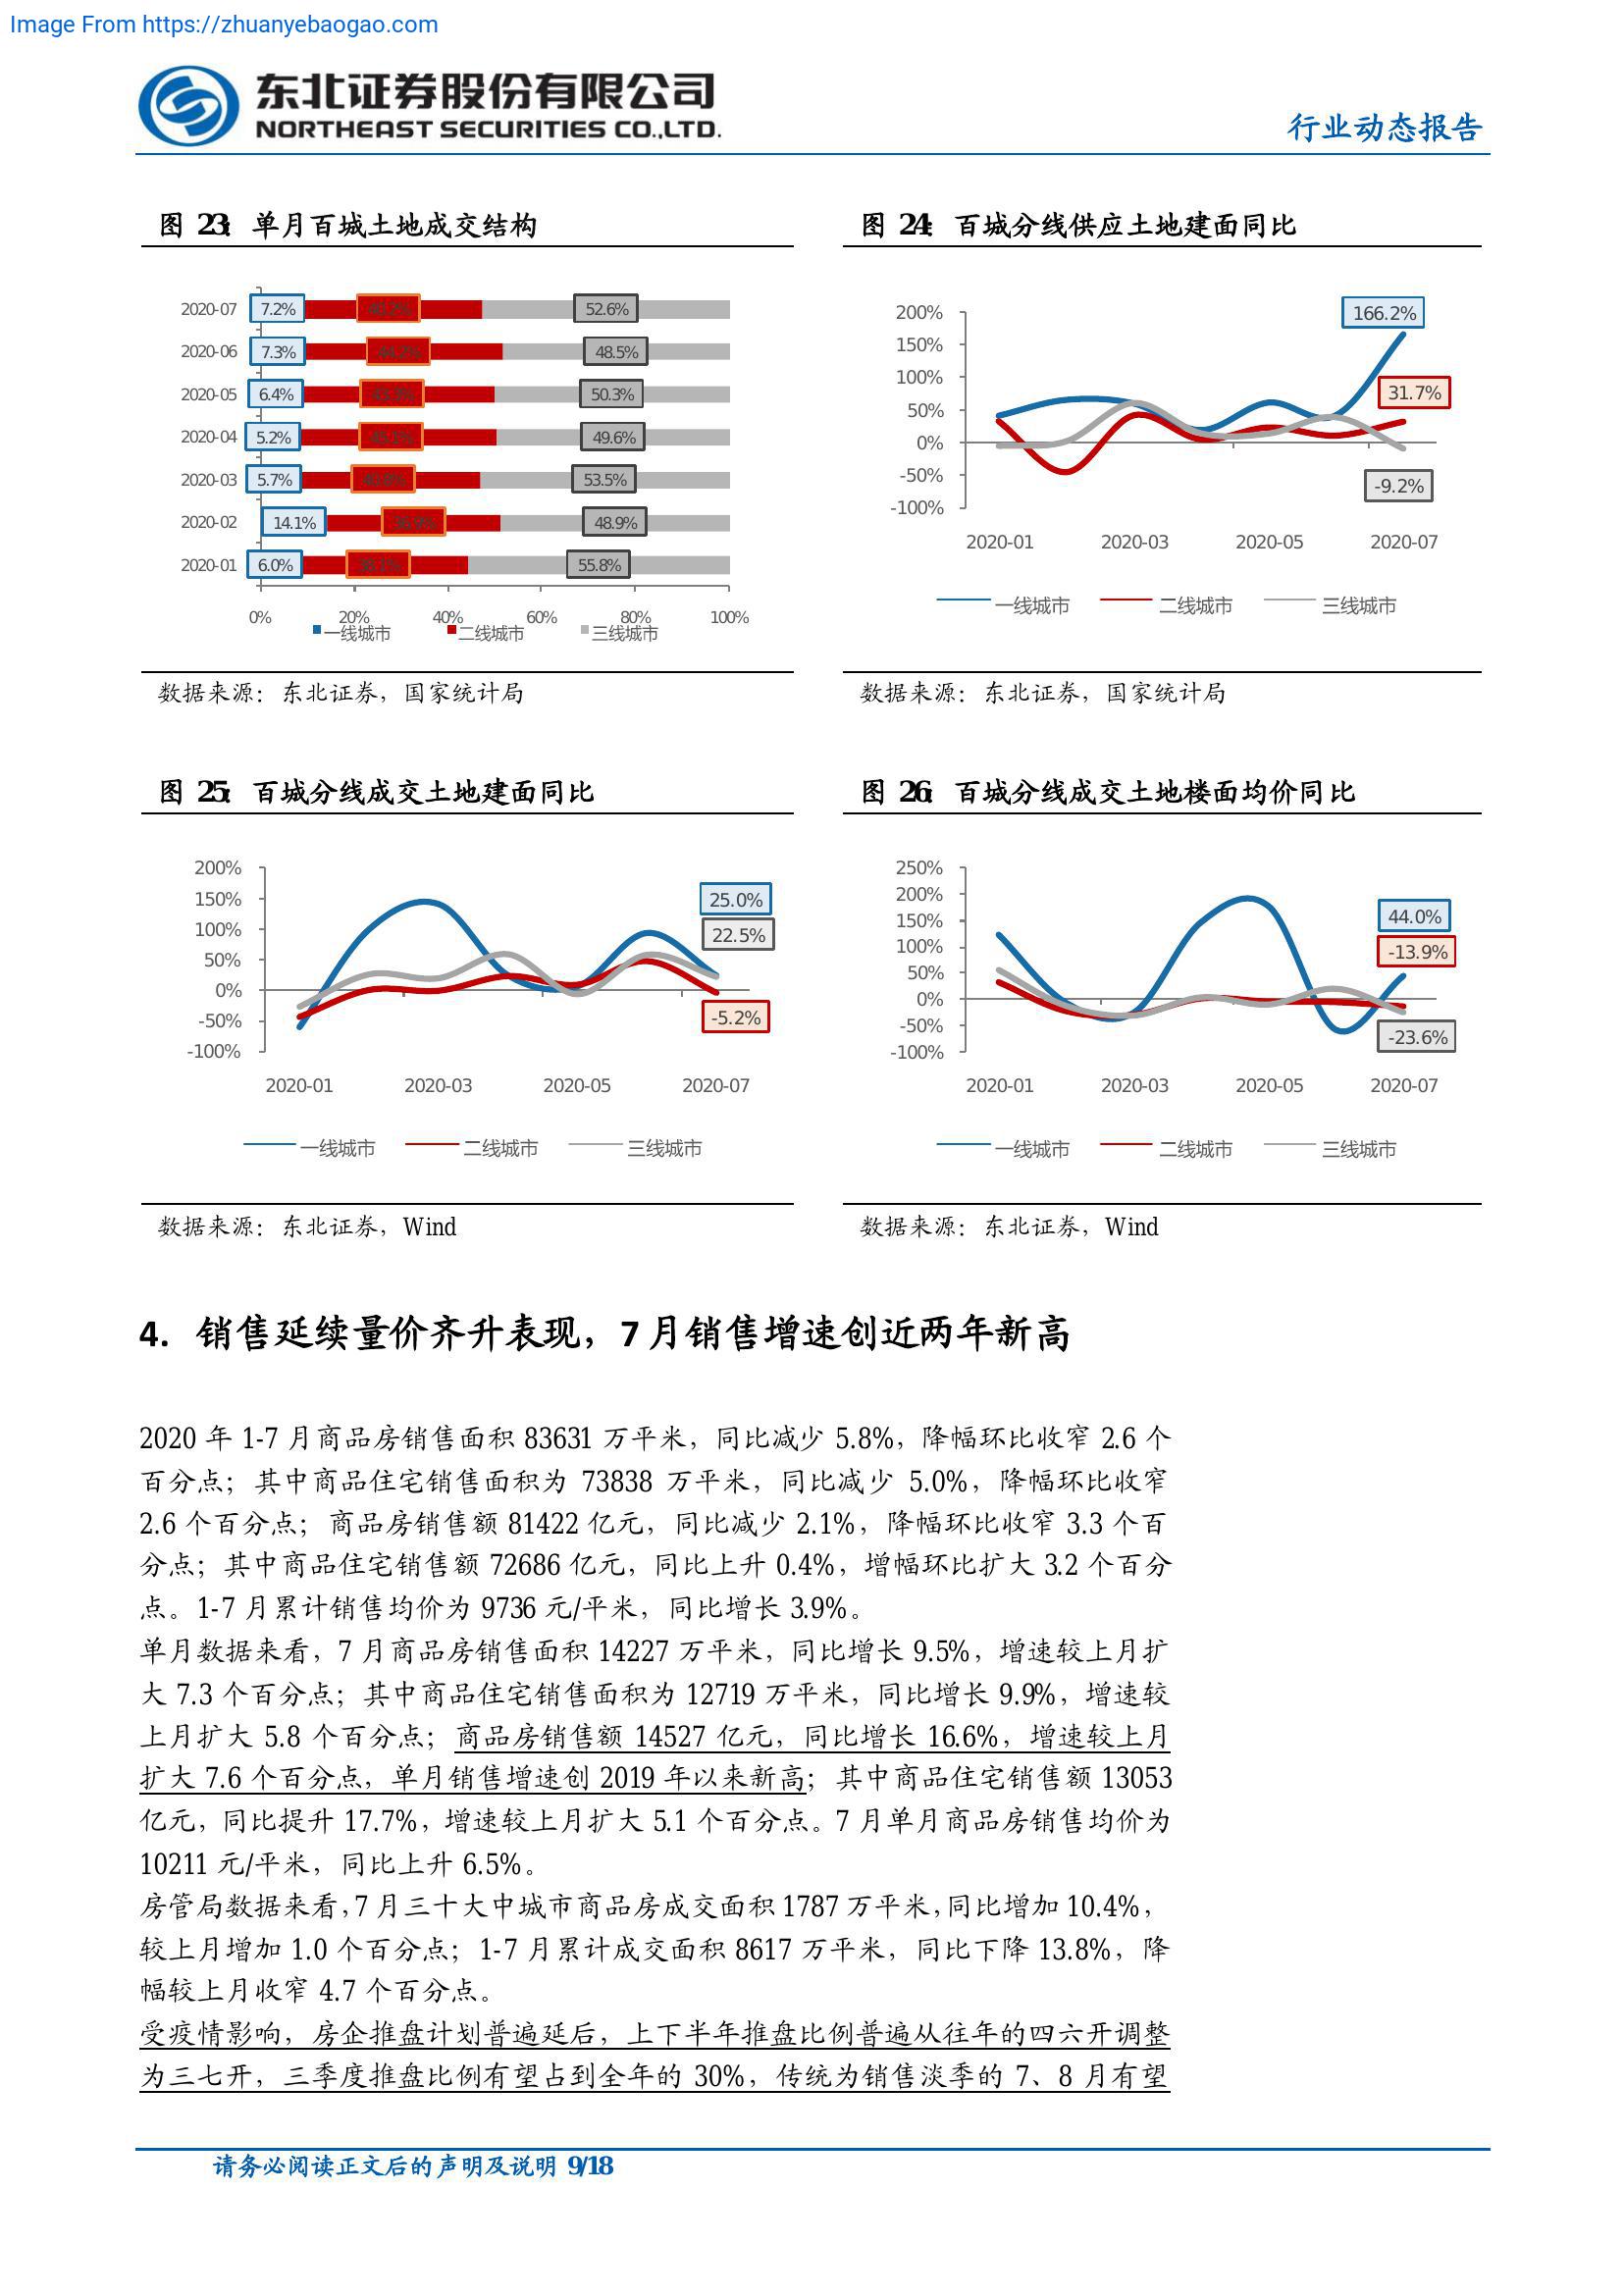 Image From https://zhuanyebaogao.com
东北证券股份有限公司
NORTHEAST SECURITIES CO.,LTD.
行业动态报告
图 23: 单月百城土地成交结构
2020-07 7.2% 52.6%
2020-06 7.3% 48.5%
2020-05 6.4% 50.3%
2020-04 5.2% 49.6%
2020-03 5.7% 53.5%
2020-02 14.1% 48.9%
2020-01 6.0% 55.8%
0% 20% 40% 60% 80% 100%
一线城市 二线城市 三线城市
数据来源：东北证券，国家统计局
图 24: 百城分线供应土地建面同比
200%
150%
100%
50%
0%
-50%
-100%
166.2%
31.7%
-9.2%
2020-01 2020-03 2020-05 2020-07
一线城市 二线城市 三线城市
数据来源：东北证券，国家统计局
图 25: 百城分线成交土地建面同比
200%
150%
100%
50%
0%
-50%
-100%
25.0%
22.5%
-5.2%
2020-01 2020-03 2020-05 2020-07
一线城市 二线城市 三线城市
数据来源：东北证券，Wind
图 26: 百城分线成交土地楼面均价同比
250%
200%
150%
100%
50%
0%
-50%
-100%
44.0%
-13.9%
-23.6%
2020-01 2020-03 2020-05 2020-07
一线城市 二线城市 三线城市
数据来源：东北证券，Wind
4. 销售延续量价齐升表现，7 月销售增速创近两年新高
2020 年 1-7 月商品房销售面积 83631 万平米，同比减少 5.8%，降幅环比收窄 2.6 个
百分点；其中商品住宅销售面积为 73838 万平米，同比减少 5.0%，降幅环比收窄
2.6 个百分点；商品房销售额 81422 亿元，同比减少 2.1%，降幅环比收窄 3.3 个百
分点；其中商品住宅销售额 72686 亿元，同比上升 0.4%，增幅环比扩大 3.2 个百分
点。1-7 月累计销售均价为 9736 元/平米，同比增长 3.9%。
单月数据来看，7 月商品房销售面积 14227 万平米，同比增长 9.5%，增速较上月扩
大 7.3 个百分点；其中商品住宅销售面积为 12719 万平米，同比增长 9.9%，增速较
上月扩大 5.8 个百分点；商品房销售额 14527 亿元，同比增长 16.6%，增速较上月
扩大 7.6 个百分点，单月销售增速创 2019 年以来新高；其中商品住宅销售额 13053
亿元，同比提升 17.7%，增速较上月扩大 5.1 个百分点。7 月单月商品房销售均价为
10211 元/平米，同比上升 6.5%。
房管局数据来看，7 月三十大中城市商品房成交面积 1787 万平米，同比增加 10.4%，
较上月增加 1.0 个百分点；1-7 月累计成交面积 8617 万平米，同比下降 13.8%，降
幅较上月收窄 4.7 个百分点。
受疫情影响，房企推盘计划普遍延后，上下半年推盘比例普遍从往年的四六开调整
为三七开，三季度推盘比例有望占到全年的 30%，传统为销售淡季的 7、8 月有望
请务必阅读正文后的声明及说明 9/18